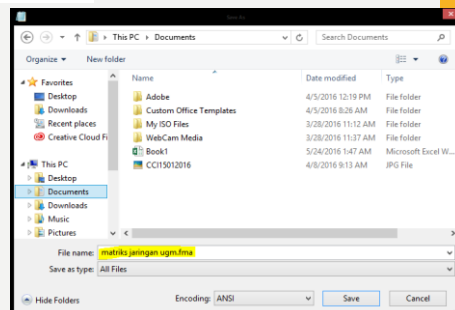 Save As
This PC › Documents
Search Documents
Organize
New folder
Favorites
Desktop
Downloads
Recent places
Creative Cloud Fi
This PC
Desktop
Documents
Downloads
Music
Pictures
Name Date modified Type
Adobe 4/5/2016 12:19 PM File folder
Custom Office Templates 4/5/2016 8:26 AM File folder
My ISO Files 3/28/2016 11:12 AM File folder
WebCam Media 3/28/2016 11:37 AM File folder
Book1 5/24/2016 1:47 AM Microsoft Excel W...
CCI15012016 4/8/2016 9:13 AM JPG File
File name: matriks jaringan ugm.fma
Save as type: All Files
Hide Folders
Encoding: ANSI
Save
Cancel